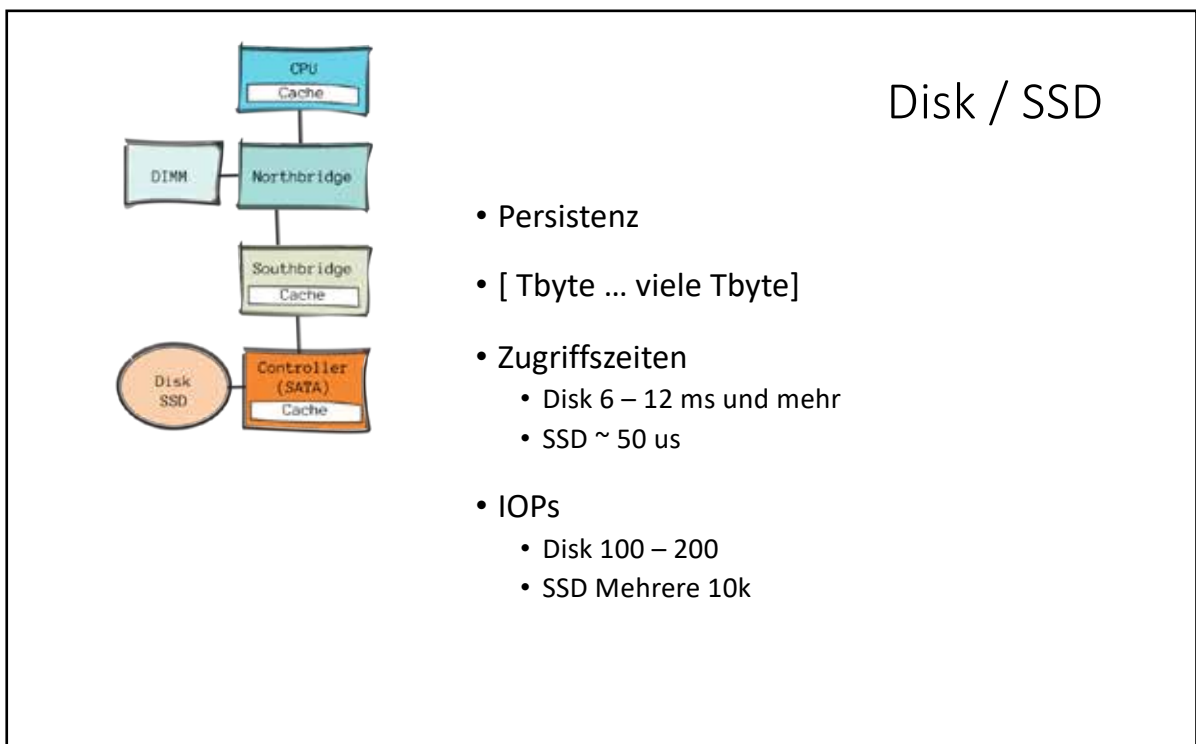 CPU
Cache
DIMM
Northbridge
Southbridge
Cache
Disk
SSD
Controller
(SATA)
Cache
Disk / SSD
• Persistenz
• [ Tbyte … viele Tbyte]
• Zugriffszeiten
• Disk 6 – 12 ms und mehr
• SSD ~ 50 us
• IOPs
• Disk 100 – 200
• SSD Mehrere 10k